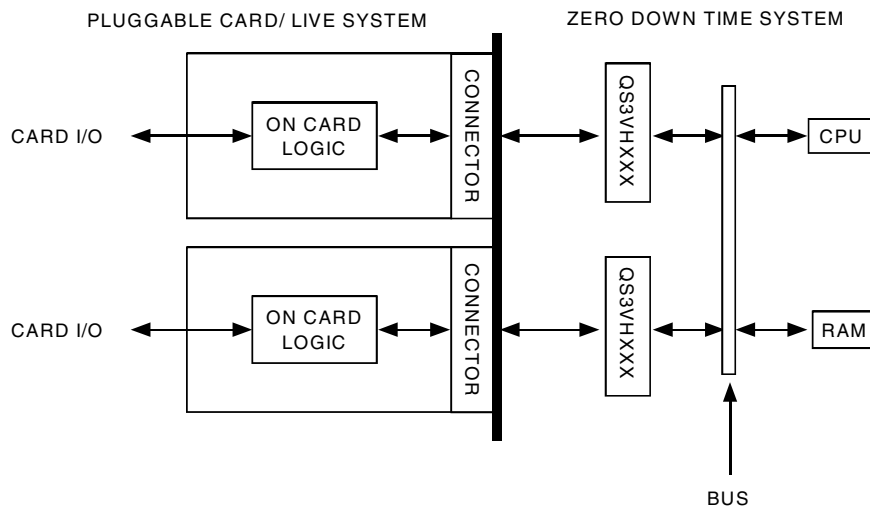 PLUGGABLE CARD/ LIVE SYSTEM
ZERO DOWN TIME SYSTEM
CARD I/O
ON CARD
LOGIC
CONNECTOR
QS3VHXXX
CPU
CARD I/O
ON CARD
LOGIC
CONNECTOR
QS3VHXXX
RAM
BUS